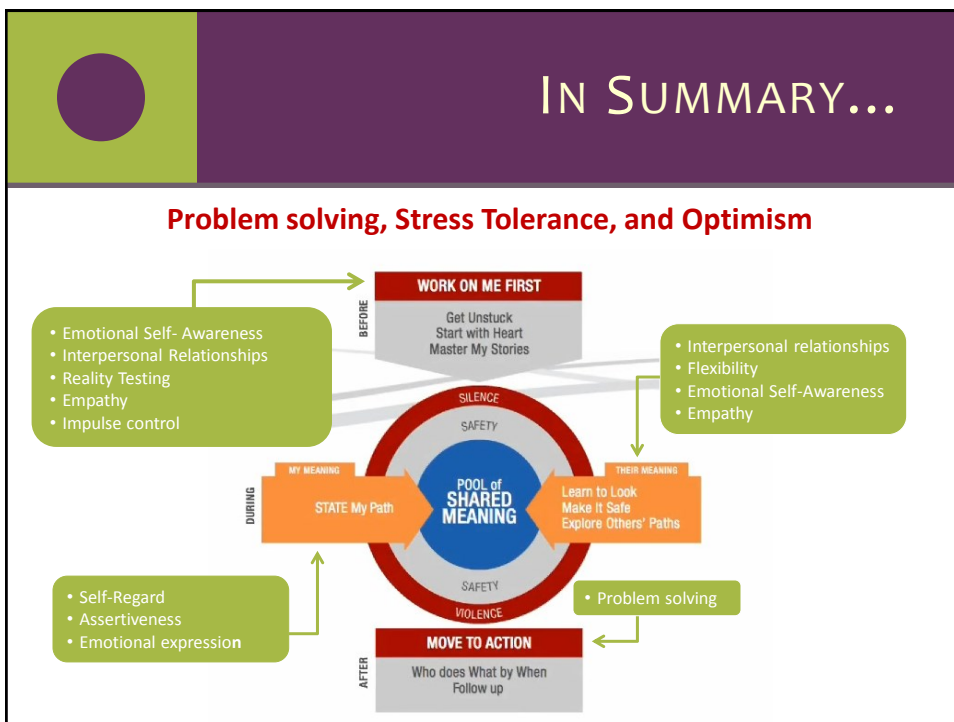 IN SUMMARY...
Problem solving, Stress Tolerance, and Optimism
BEFORE
WORK ON ME FIRST
Get Unstuck
Start with Heart
Master My Stories
• Emotional Self- Awareness
• Interpersonal Relationships
• Reality Testing
• Empathy
• Impulse control
• Interpersonal relationships
• Flexibility
• Emotional Self-Awareness
• Empathy
SILENCE
SAFETY
DURING
MY MEANING
STATE My Path
POOL of
SHARED
MEANING
THEIR MEANING
Learn to Look
Make It Safe
Explore Others' Paths
SAFETY
VIOLENCE
• Self-Regard
• Assertiveness
• Emotional expression
• Problem solving
AFTER
MOVE TO ACTION
Who does What by When
Follow up